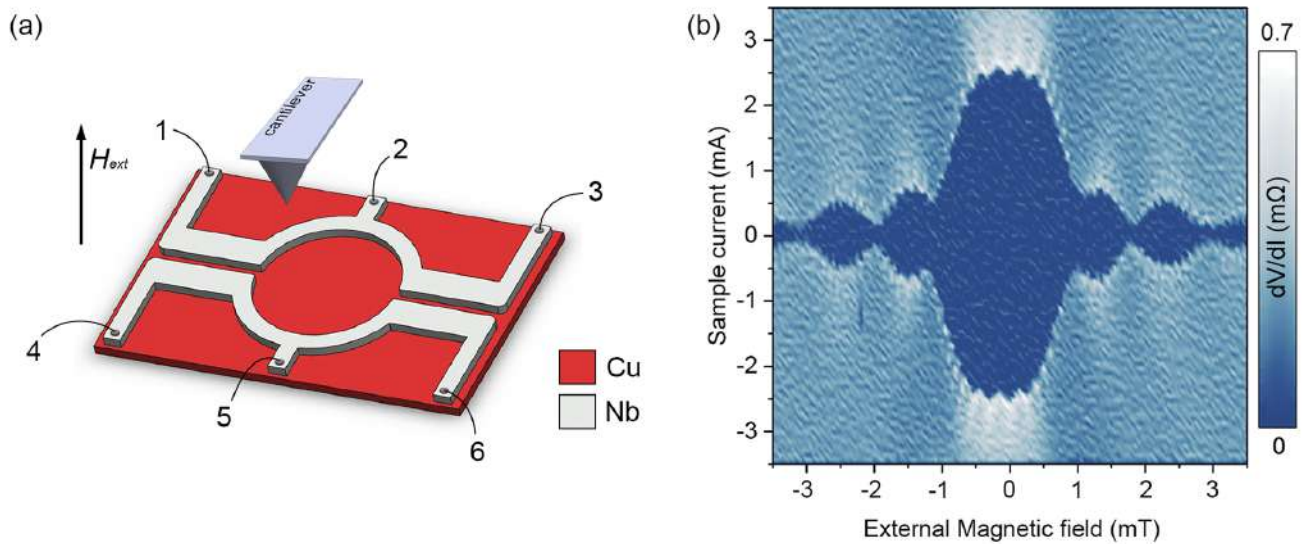 (a)
cantilever
Hext
1
2
3
4
5
6
Cu
Nb
(b)
Sample current (mA)
3
2
1
0
-1
-2
-3
-3 -2 -1 0 1 2 3
External Magnetic field (mT)
0.7
dV/dI (mΩ)
0